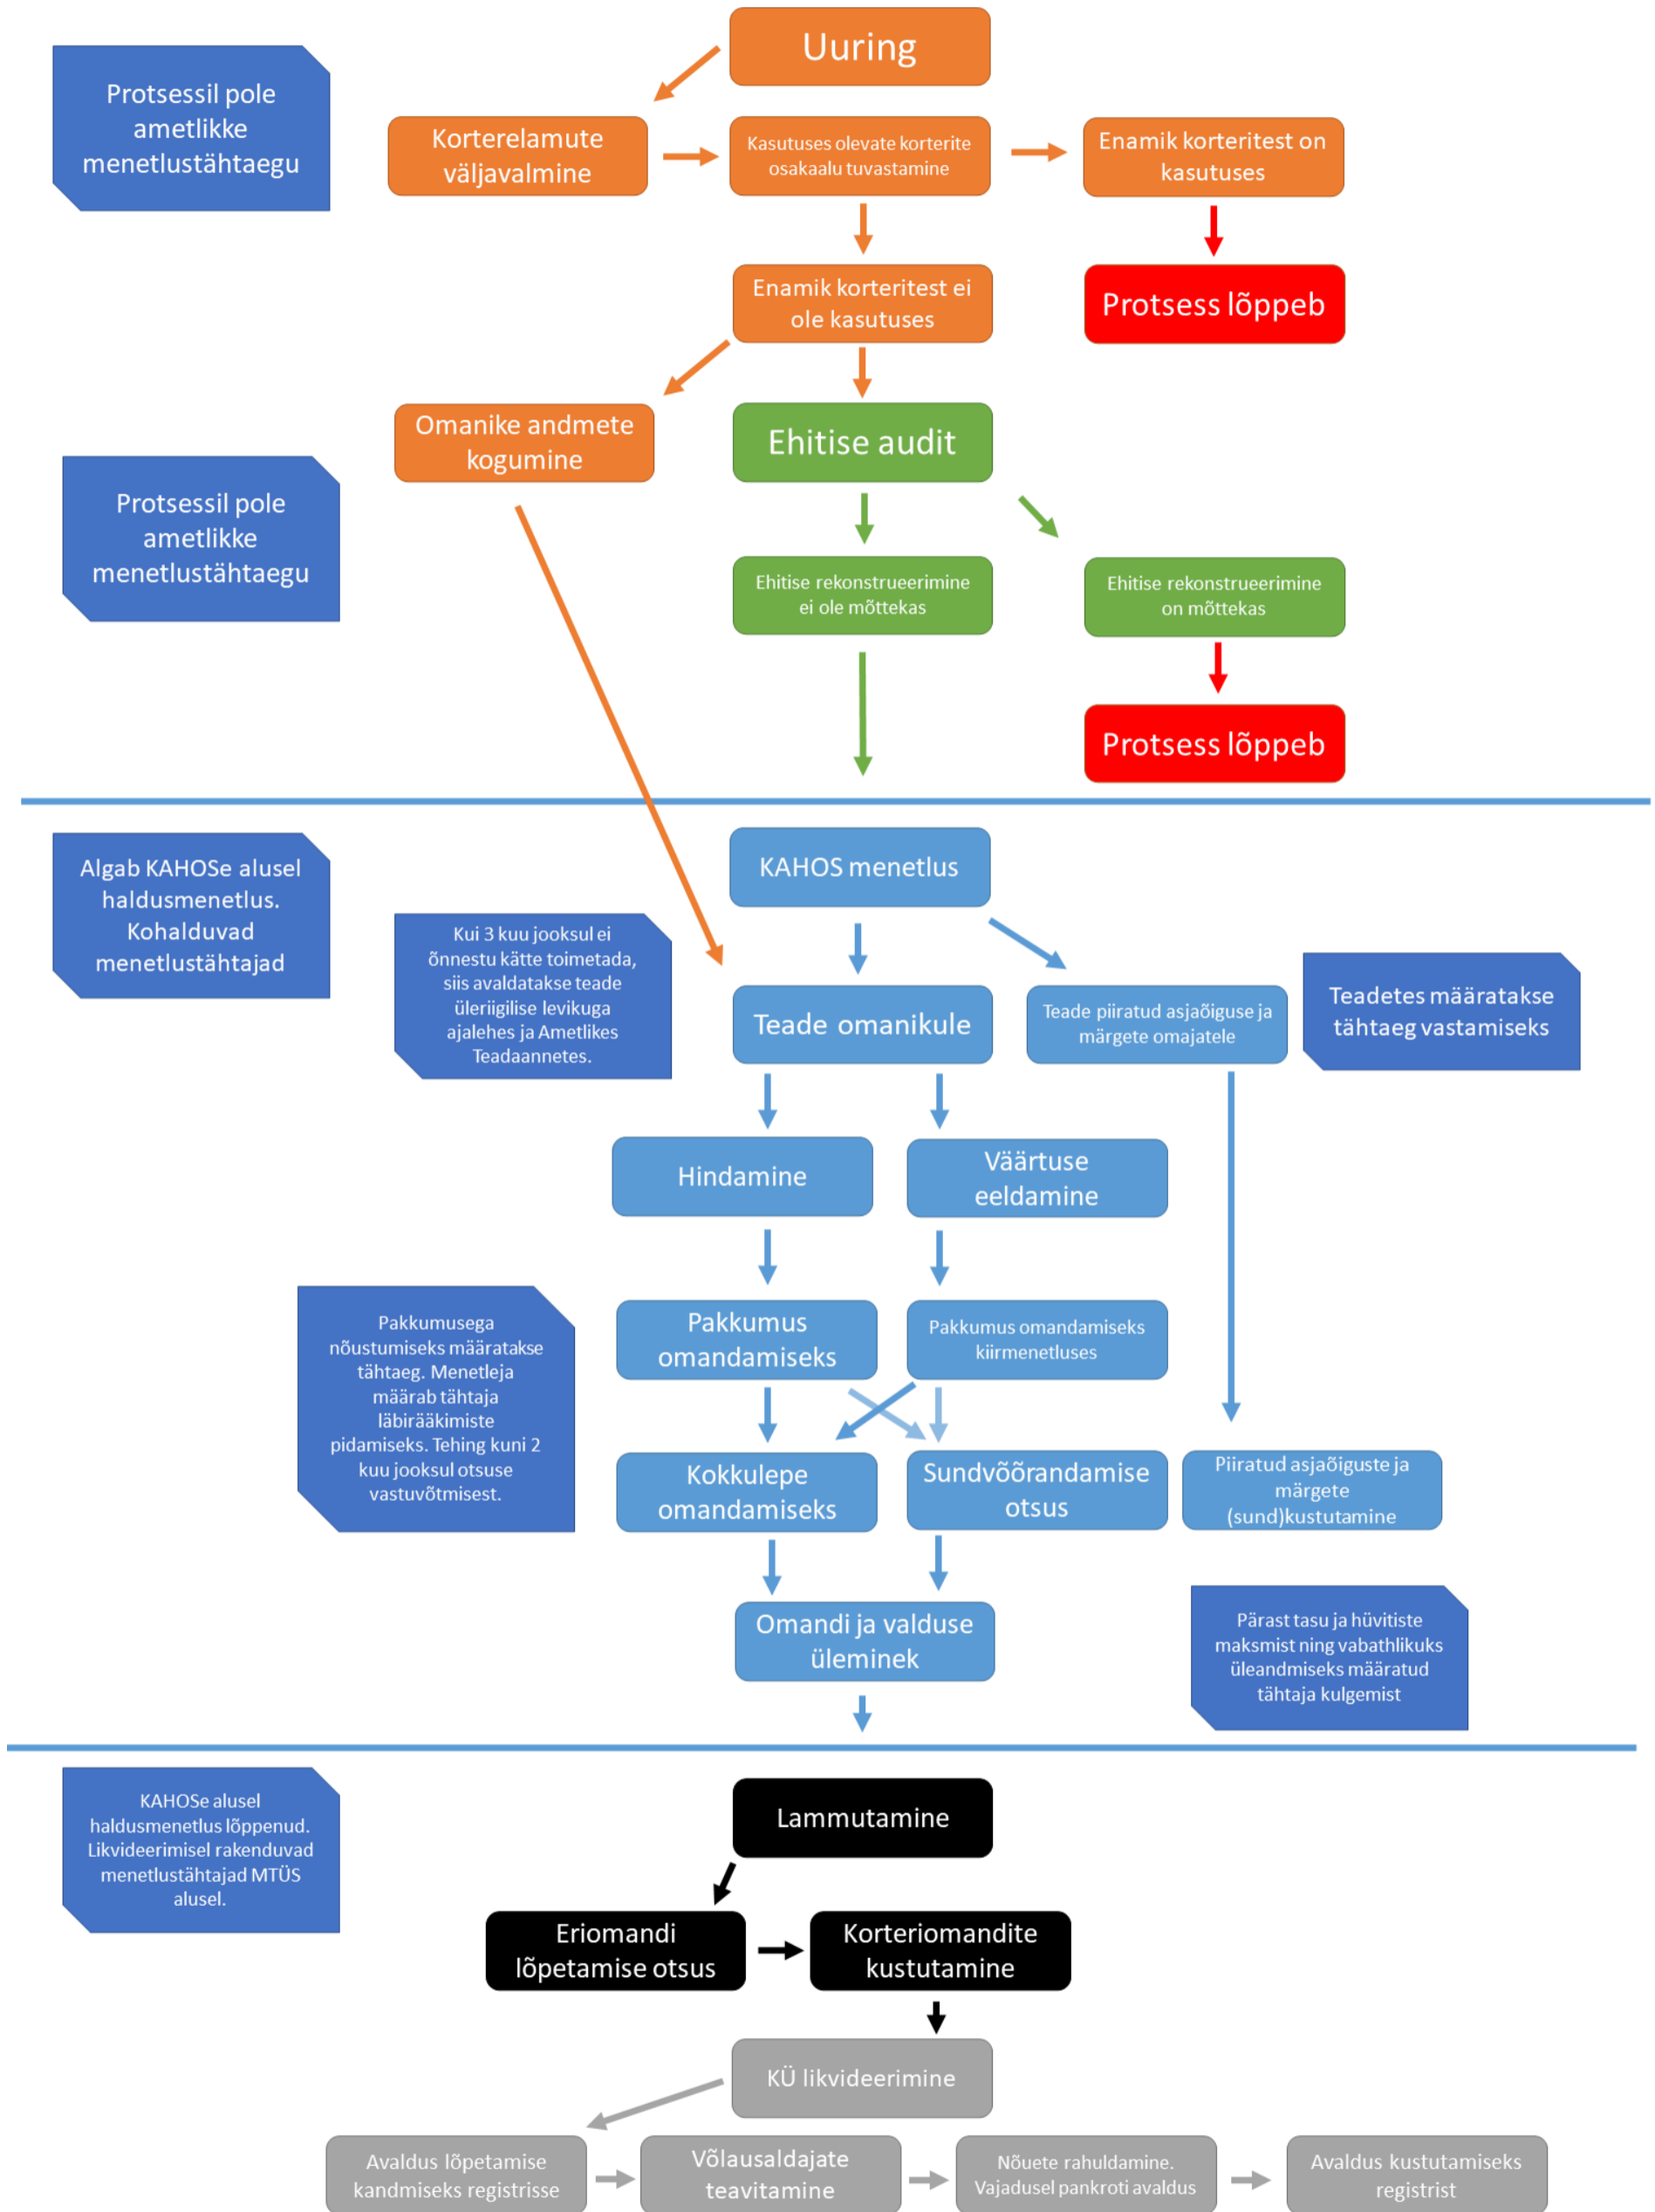 Uuring
Protsessil pole
ametlikke
menetlustähtaegu
Korterelamute
väljavalmine
Kasutuses olevate korterite
osakaalu tuvastamine
Enamik korteritest on
kasutuses
Enamik korteritest ei
ole kasutuses
Protsess lõppeb
Omanike andmete
kogumine
Ehitise audit
Protsessil pole
ametlikke
menetlustähtaegu
Ehitise rekonstrueerimine
ei ole mõttekas
Ehitise rekonstrueerimine
on mõttekas
Protsess lõppeb
Algab KAHOSe alusel
haldusmenetlus.
Kohalduvad
menetlustähtajad
KAHOS menetlus
Kui 3 kuu jooksul ei
õnnestu kätte toimetada,
siis avaldatakse teade
üleriigilise levikuga
ajalehes ja Ametlikes
Teadaannetes.
Teade omanikule
Teade piiratud asjaõiguse ja
märgete omajatele
Teadetes määratakse
tähtaeg vastamiseks
Hindamine
Väärtuse
eeldamine
Pakkumusega
nõustumiseks määratakse
tähtaeg. Menetleja
määrab tähtaja
läbirääkimiste
pidamiseks. Tehing kuni 2
kuu jooksul otsuse
vastuvõtmisest.
Pakkumus
omandamiseks
Pakkumus omandamiseks
kiirmenetluses
Kokkulepe
omandamiseks
Sundvõõrandamise
otsus
Piiratud asjaõiguste ja
märgete
(sund)kustutamine
Omandi ja valduse
üleminek
Pärast tasu ja hüvitiste
maksmist ning vabathlikuks
üleandmiseks määratud
tähtaja kulgemist
KAHOSe alusel
haldusmenetlus lõppenud.
Likvideerimisel rakenduvad
menetlustähtajad MTÜS
alusel.
Lammutamine
Eriomandi
lõpetamise otsus
Korteriomandite
kustutamine
KÜ likvideerimine
Avaldus lõpetamise
kandmiseks registrisse
Võlausaldajate
teavitamine
Nõuete rahuldamine.
Vajadusel pankroti avaldus
Avaldus kustutamiseks
registrist